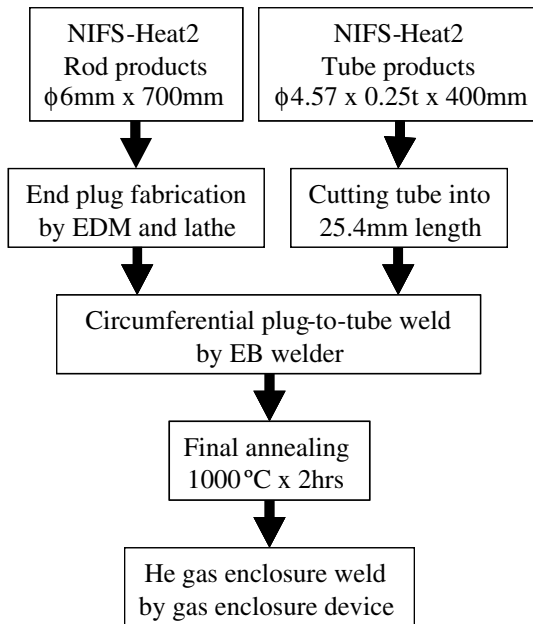 NIFS-Heat2
Rod products
ϕ6mm x 700mm
NIFS-Heat2
Tube products
ϕ4.57 x 0.25t x 400mm
End plug fabrication
by EDM and lathe
Cutting tube into
25.4mm length
Circumferential plug-to-tube weld
by EB welder
Final annealing
1000°C x 2hrs
He gas enclosure weld
by gas enclosure device